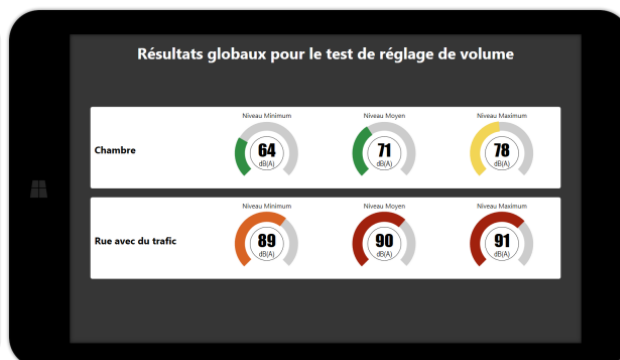 Résultats globaux pour le test de réglage de volume
Niveau Minimum Niveau Moyen Niveau Maximum
Chambre 64 71 78
dB(A) dB(A) dB(A)
Niveau Minimum Niveau Moyen Niveau Maximum
Rue avec du trafic 89 90 91
dB(A) dB(A) dB(A)